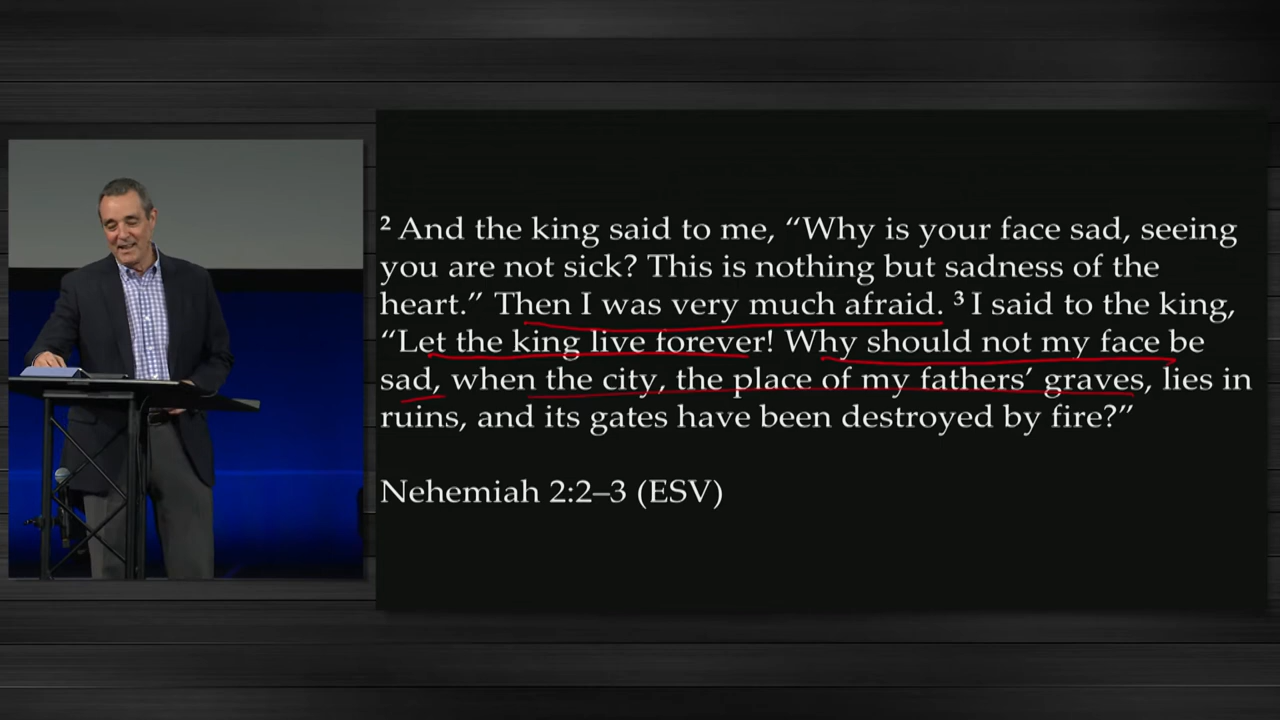 ² And the king said to me, “Why is your face sad, seeing
you are not sick? This is nothing but sadness of the
heart.” Then I was very much afraid. ³ I said to the king,
“Let the king live forever! Why should not my face be
sad, when the city, the place of my fathers’ graves, lies in
ruins, and its gates have been destroyed by fire?”
Nehemiah 2:2–3 (ESV)